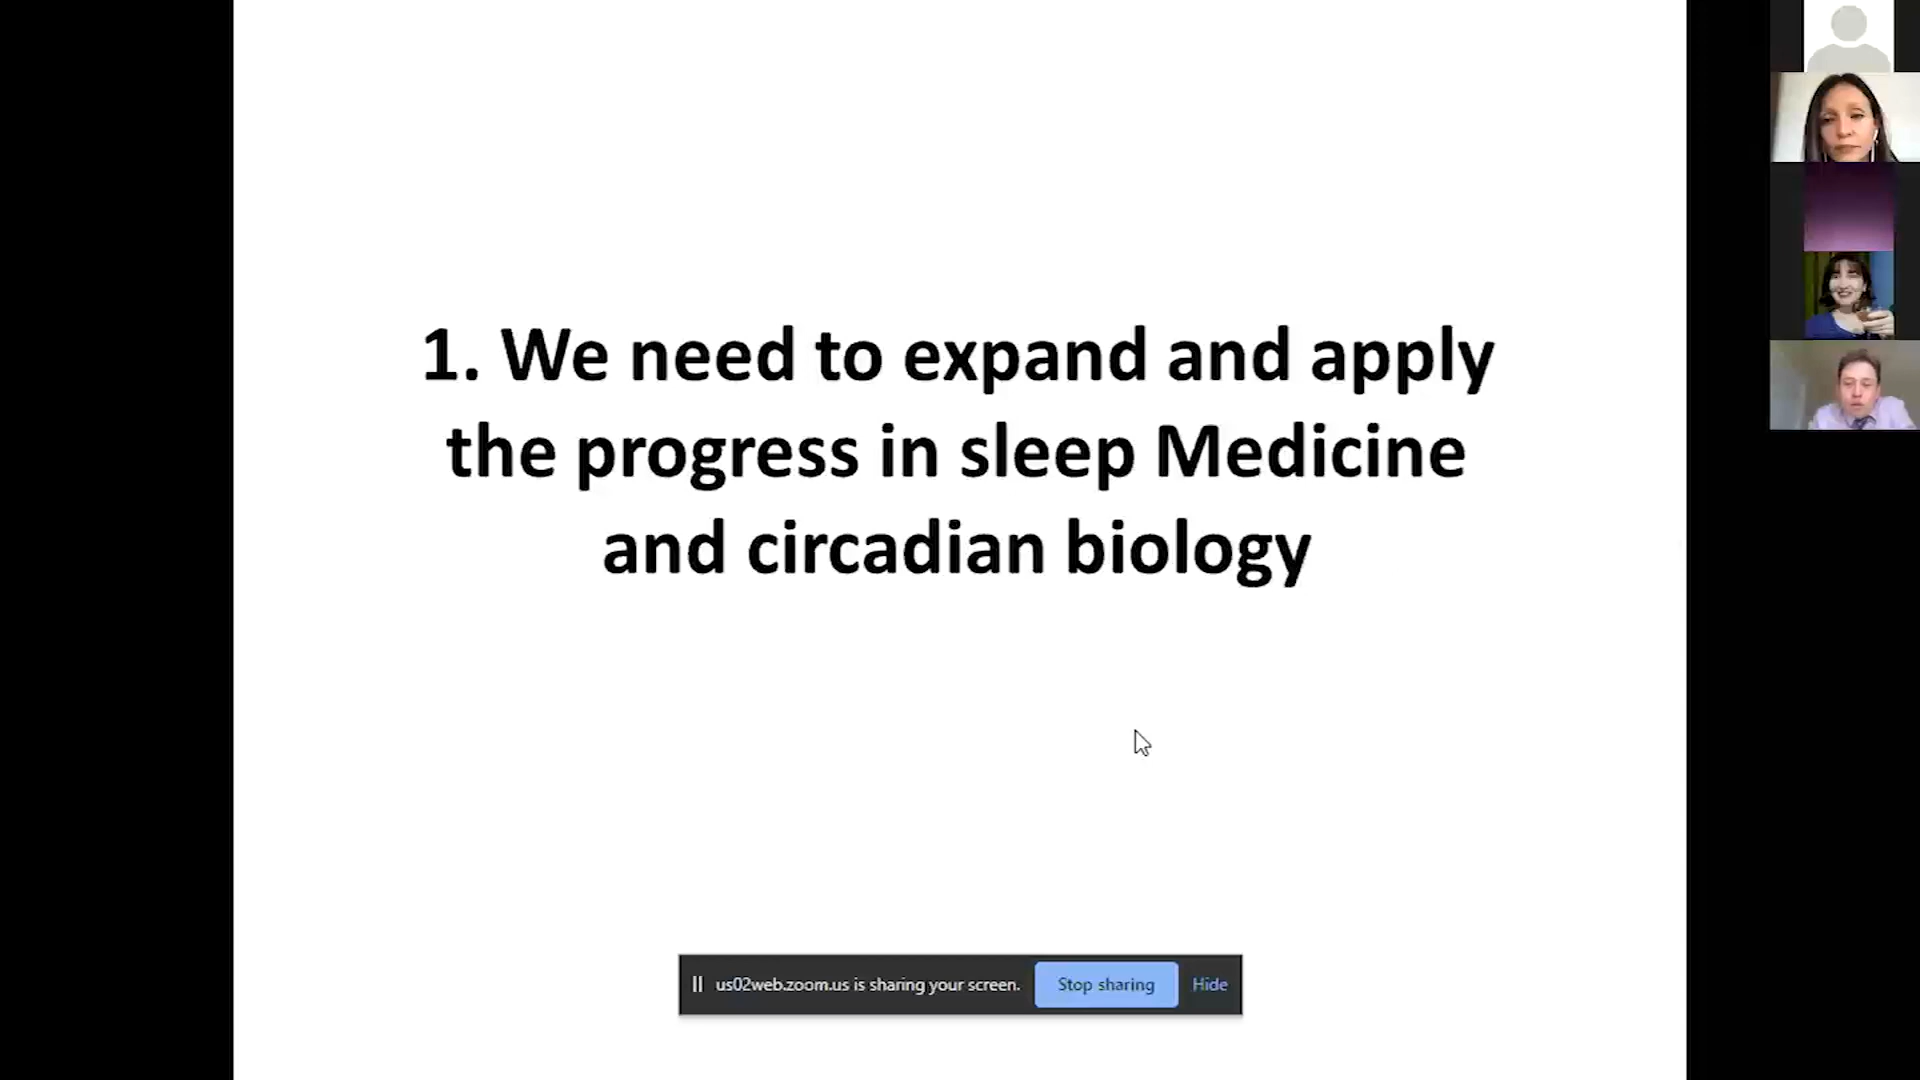 1. We need to expand and apply
the progress in sleep Medicine
and circadian biology
us02web.zoom.us is sharing your screen. Stop sharing Hide